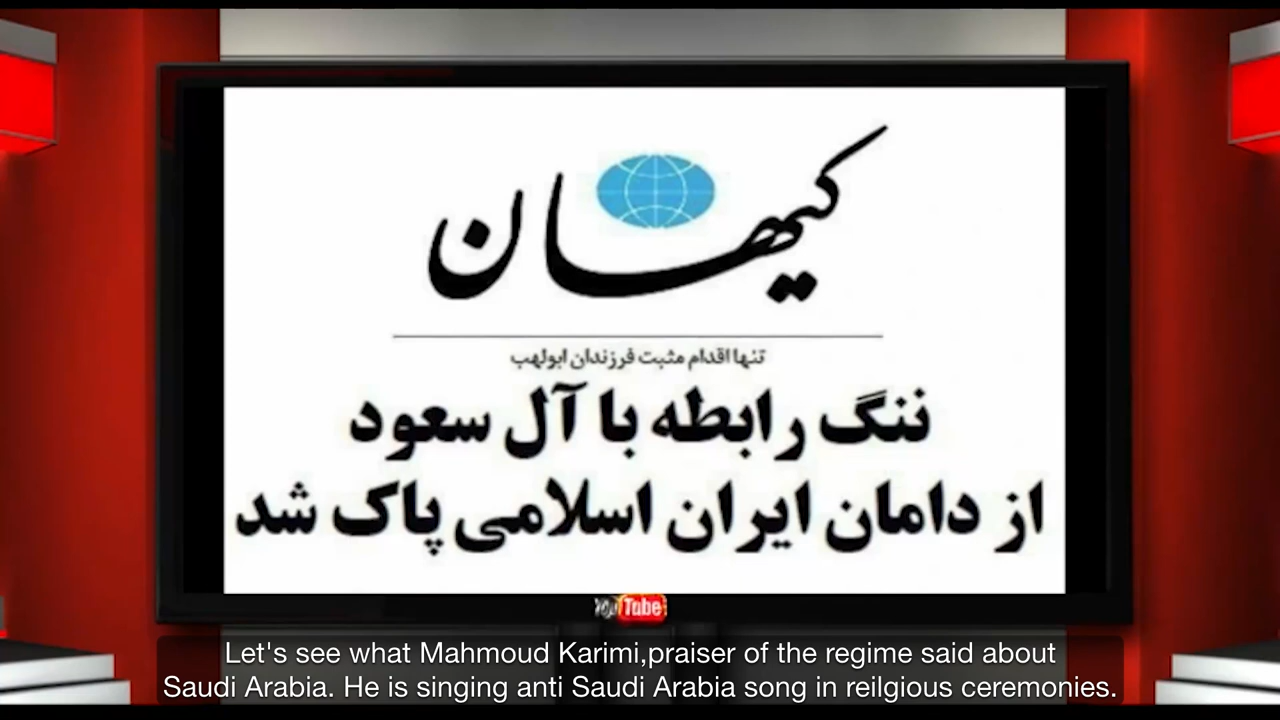 کیهان
تنها اقدام مثبت فرزندان ابولهب
ننگ رابطه با آل سعود
از دامان ایران اسلامی پاک شد
YouTube
Let's see what Mahmoud Karimi,praiser of the regime said about
Saudi Arabia. He is singing anti Saudi Arabia song in reilgious ceremonies.